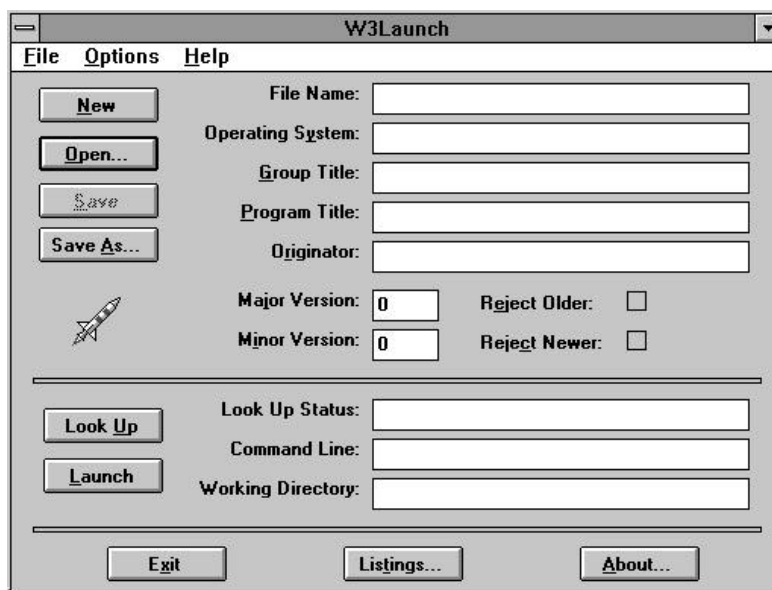 W3Launch
File Options Help
New
File Name:
Open...
Operating System:
Save
Group Title:
Save As...
Program Title:
Originator:
Major Version: 0 Reject Older:
Minor Version: 0 Reject Newer:
Look Up
Look Up Status:
Launch
Command Line:
Working Directory:
Exit Listings... About...